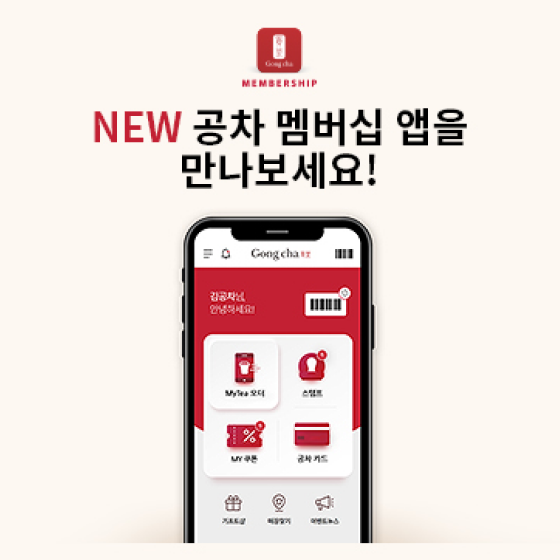 Gong cha
MEMBERSHIP
NEW 공차 멤버십 앱을
만나보세요!
Gong cha
김공차님,
안녕하세요!
MyTea 오더
스탬프
MY 쿠폰
공차 카드
기프트샵
매장찾기
이벤트&뉴스